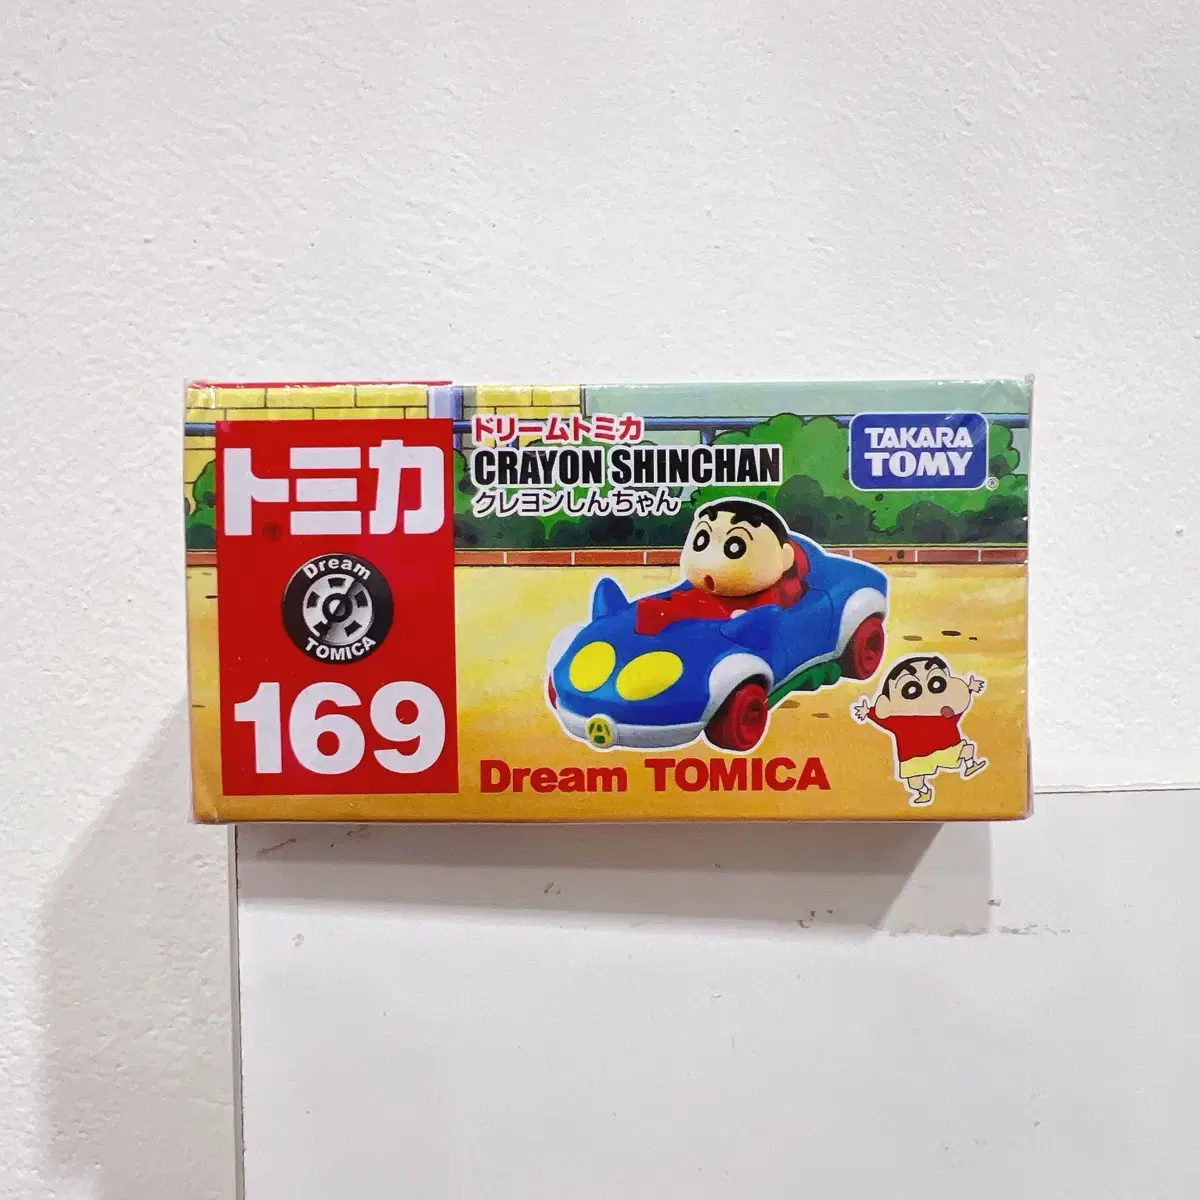 トミカ
Dream
TOMICA
169
ドリームトミカ
CRAYON SHINCHAN
クレヨンしんちゃん
TAKARA
TOMY
A
Dream TOMICA